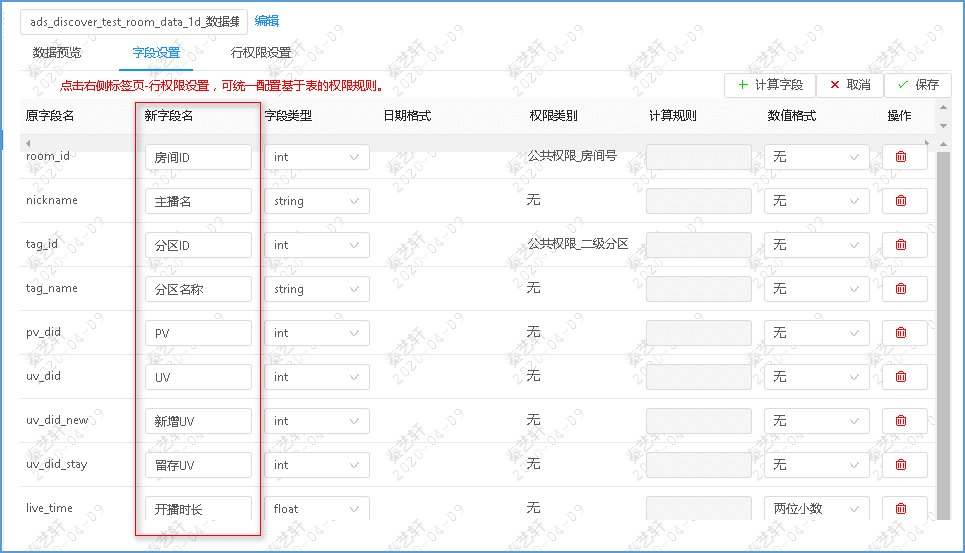 ads_discover_test_room_data_1d_数据集 编辑
数据预览 字段设置 行权限设置
点击右侧标签页-行权限设置，可统一配置基于表的权限规则。 + 计算字段 × 取消 ✓ 保存
原字段名 新字段名 字段类型 日期格式 权限类别 计算规则 数值格式 操作
room_id 房间ID int 公共权限_房间号 无
nickname 主播名 string 无 无
tag_id 分区ID int 公共权限_二级分区 无
tag_name 分区名称 string 无 无
pv_did PV int 无 无
uv_did UV int 无 无
uv_did_new 新增UV int 无 无
uv_did_stay 留存UV int 无 无
live_time 开播时长 float 无 两位小数
秦艺轩
2020-04-09